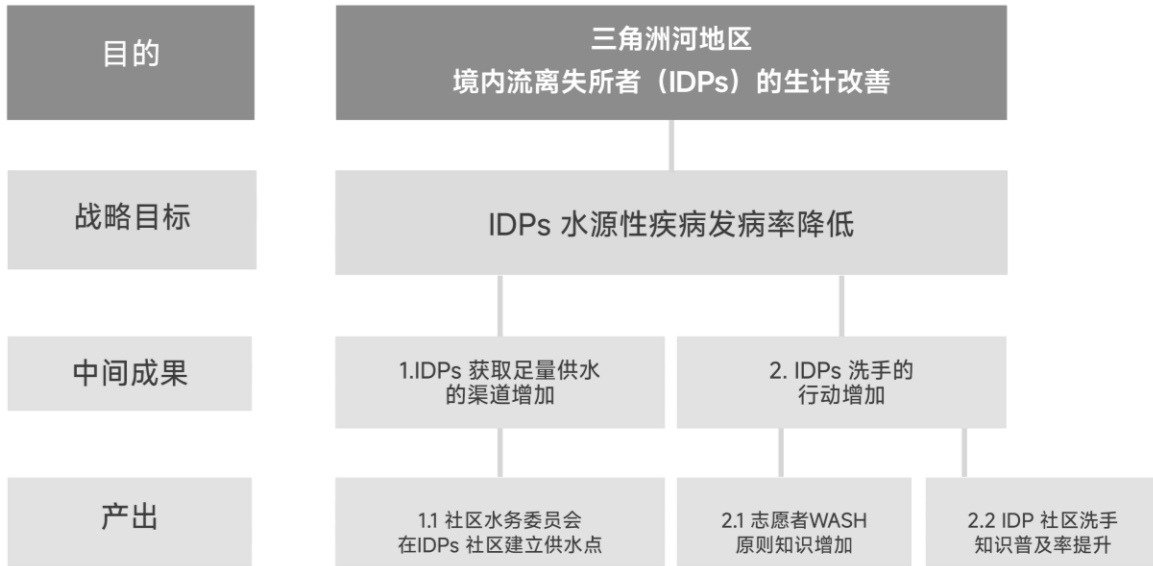 目的
三角洲河地区
境内流离失所者（IDPs）的生计改善
战略目标
IDPs 水源性疾病发病率降低
中间成果
1.IDPs 获取足量供水
的渠道增加
2. IDPs 洗手的
行动增加
产出
1.1 社区水务委员会
在IDPs 社区建立供水点
2.1 志愿者WASH
原则知识增加
2.2 IDP 社区洗手
知识普及率提升